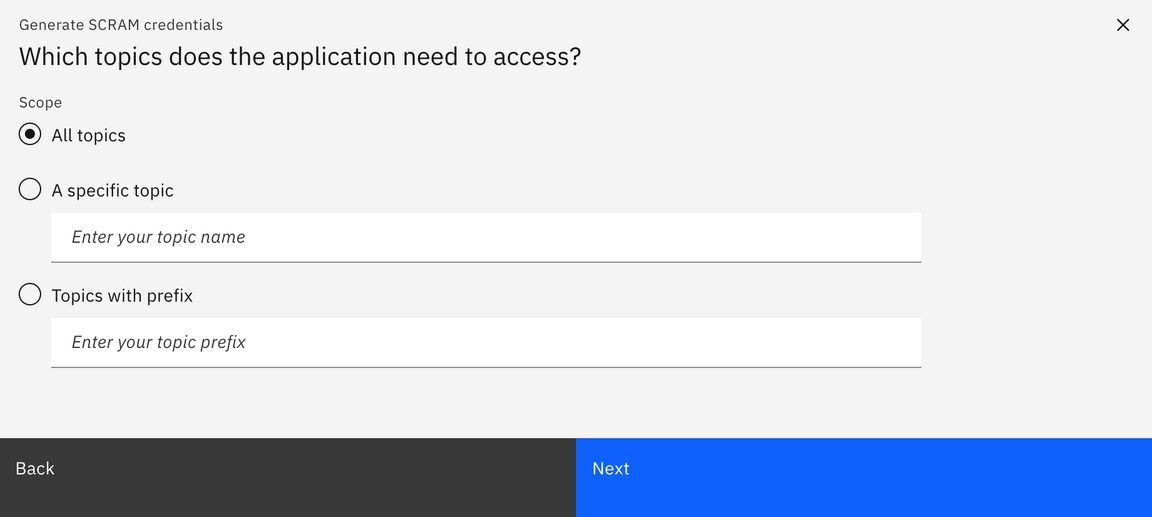 Generate SCRAM credentials
Which topics does the application need to access?
Scope
All topics
A specific topic
Enter your topic name
Topics with prefix
Enter your topic prefix
Back
Next